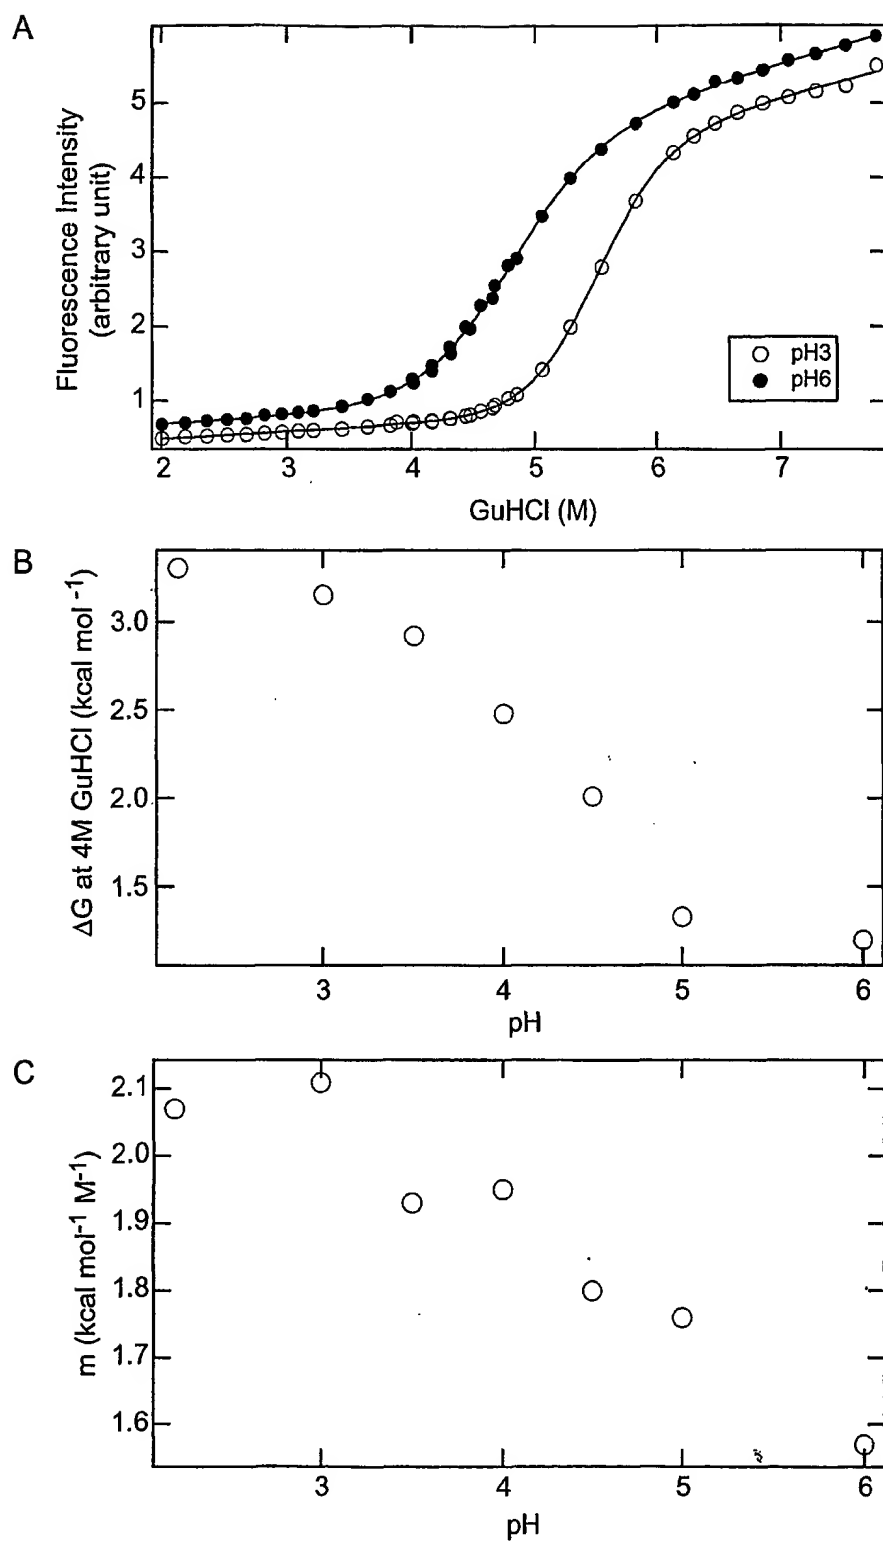 A
Fluorescence Intensity
(arbitrary unit)
5
4
3
2
1
pH3
pH6
2 3 4 5 6 7
GuHCl (M)
B
ΔG at 4M GuHCl (kcal mol -1)
3.0
2.5
2.0
1.5
3 4 5 6
pH
C
m (kcal mol-1 M-1)
2.1
2.0
1.9
1.8
1.7
1.6
3 4 5 6
pH